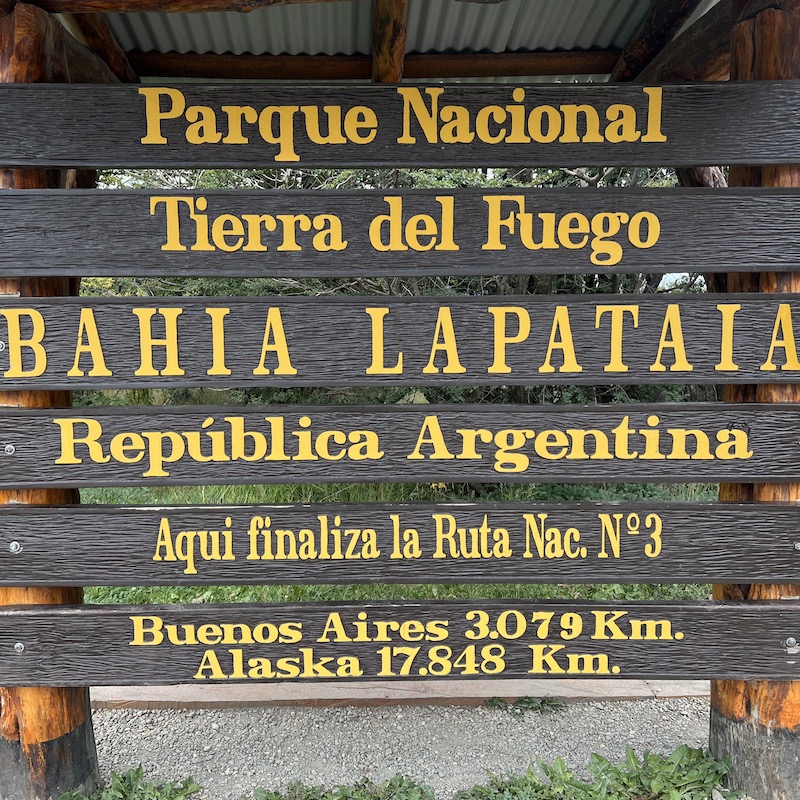 Parque Nacional
Tierra del Fuego
BAHIA LAPATAIA
República Argentina
Aqui finaliza la Ruta Nac. Nº3
Buenos Aires 3.079 Km.
Alaska 17.848 Km.